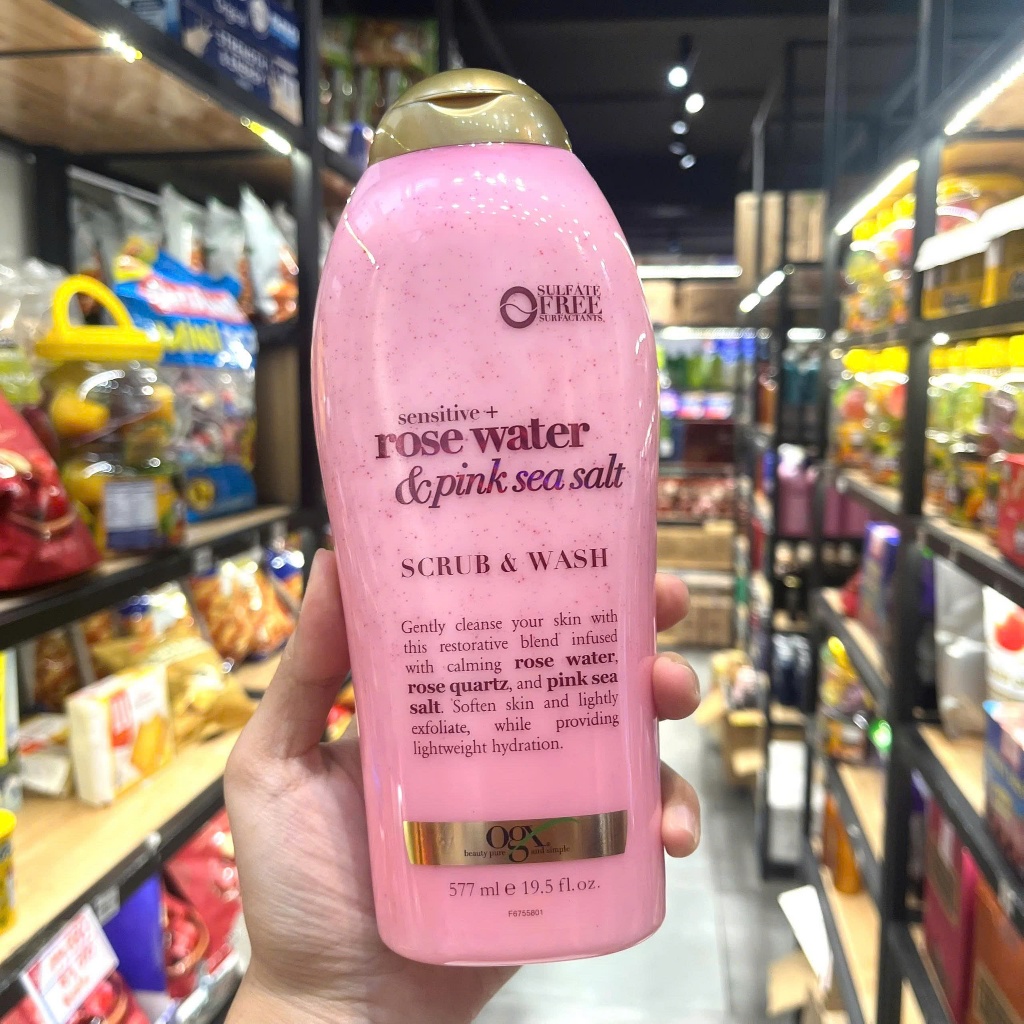 SULFATE
FREE
SURFACTANTS
sensitive +
rose water
& pink sea salt
SCRUB & WASH
Gently cleanse your skin with
this restorative blend infused
with calming rose water,
rose quartz, and pink sea
salt. Soften skin and lightly
exfoliate, while providing
lightweight hydration.
ogx
beauty pure and simple
577 ml e 19.5 fl.oz.
F6755801
MINI